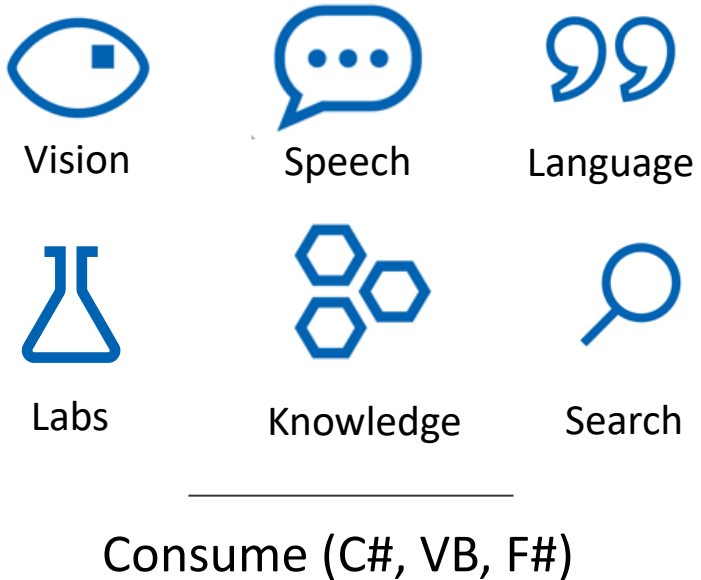 Vision Speech Language
Labs Knowledge Search
Consume (C#, VB, F#)